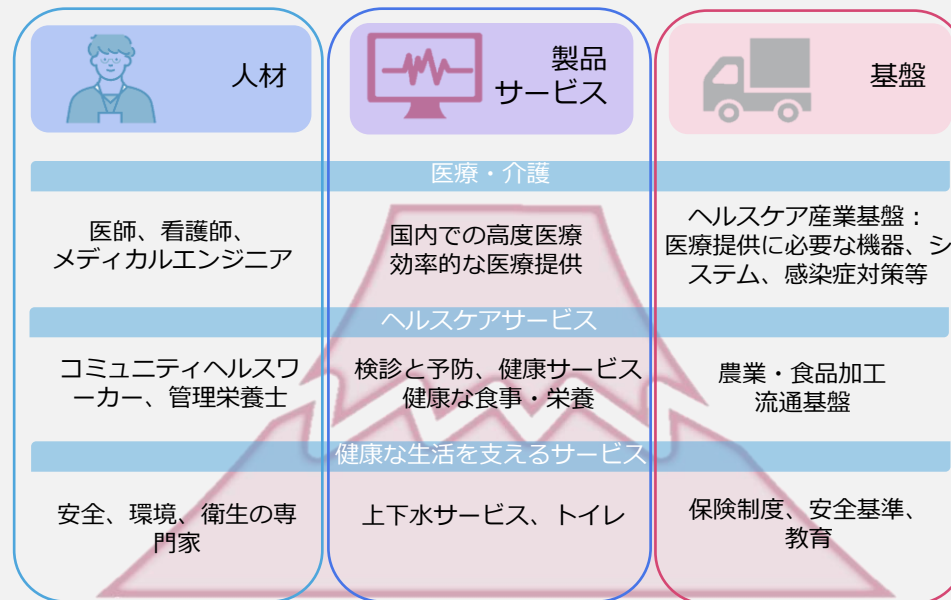 人材
製品
サービス
基盤
医療・介護
医師、看護師、
メディカルエンジニア
国内での高度医療
効率的な医療提供
ヘルスケア産業基盤：
医療提供に必要な機器、シ
ステム、感染症対策等
ヘルスケアサービス
コミュニティヘルスワ
ーカー、管理栄養士
検診と予防、健康サービス
健康な食事・栄養
農業・食品加工
流通基盤
健康な生活を支えるサービス
安全、環境、衛生の専
門家
上下水サービス、トイレ
保険制度、安全基準、
教育